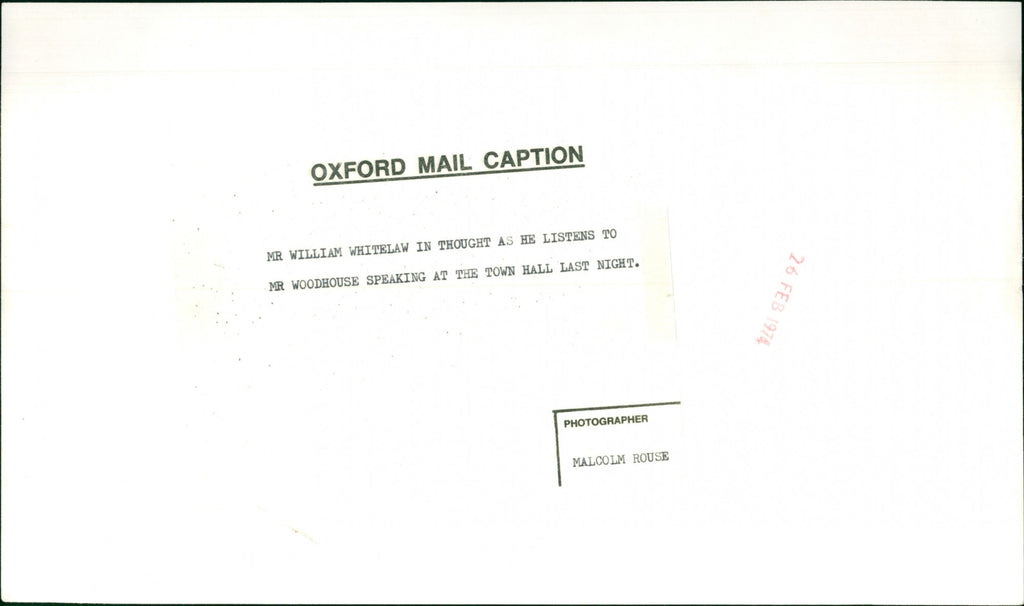 OXFORD MAIL CAPTION
MR WILLIAM WHITELAW IN THOUGHT AS HE LISTENS TO
MR WOODHOUSE SPEAKING AT THE TOWN HALL LAST NIGHT.
26 FEB 1974
PHOTOGRAPHER
MALCOLM ROUSE